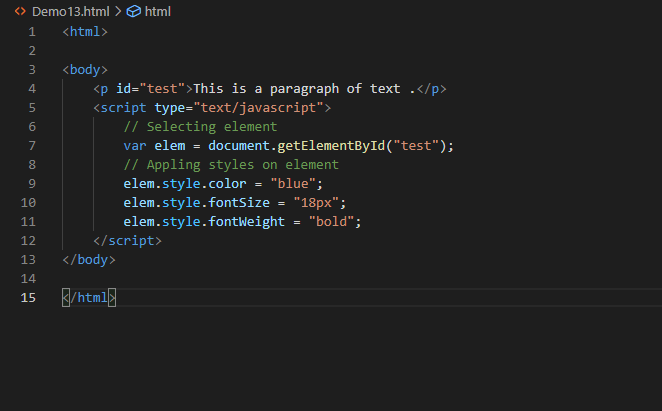 Demo13.html > html
1 <html>
2
3 <body>
4 <p id="test">This is a paragraph of text .</p>
5 <script type="text/javascript">
6 // Selecting element
7 var elem = document.getElementById("test");
8 // Appling styles on element
9 elem.style.color = "blue";
10 elem.style.fontSize = "18px";
11 elem.style.fontWeight = "bold";
12 </script>
13 </body>
14
15 </html>